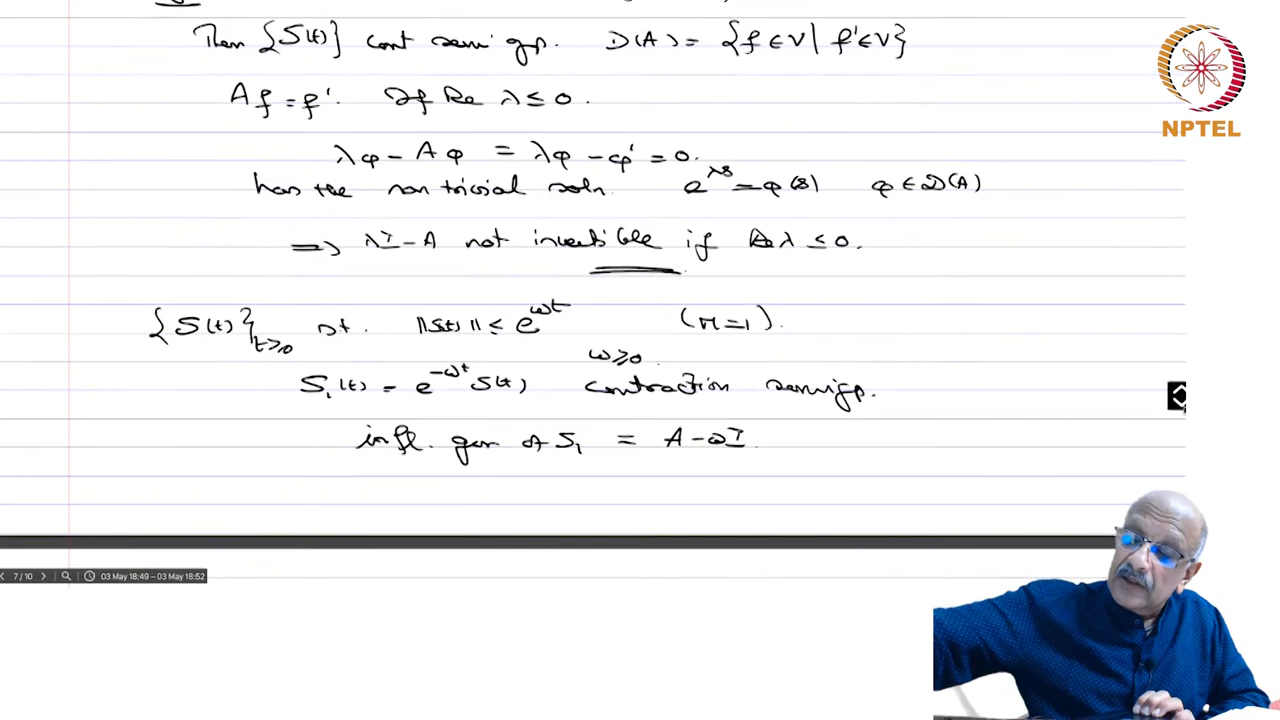 Then {S(t)} cont semi gp. D(A) = {f ∈ V | f' ∈ V}
NPTEL
A f = f'. If Re λ ≤ 0.
λφ - Aφ = λφ - φ' = 0.
has the non trivial soln. e^{λs} = φ(s) φ ∈ D(A)
⟹ λI - A not invertible if Re λ ≤ 0.
{S(t)}_{t≥0} s.t. ||S(t)|| ≤ e^{ωt} (M=1).
ω ≥ 0
S₁(t) = e^{-ωt} S(t) contraction semigp.
infl. gen of S₁ = A - ωI.
7 / 10 03 May 18:49 – 03 May 18:52